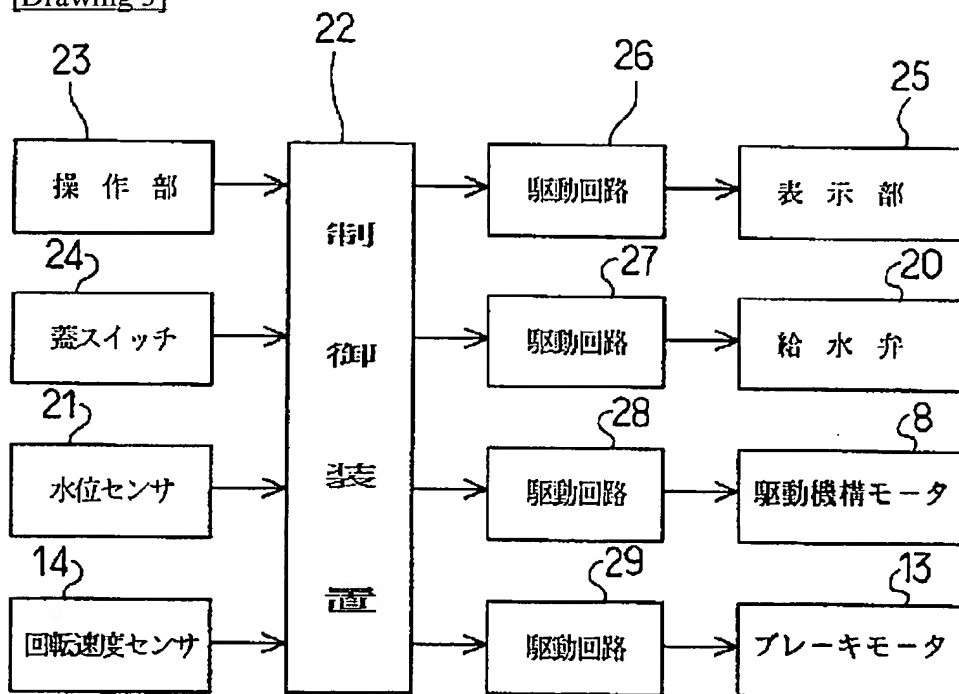 [Drawing 3]
22
23
26
25
操作部
駆動回路
表示部
制御装置
24
27
20
蓋スイッチ
駆動回路
給水弁
21
28
8
水位センサ
駆動回路
駆動機構モータ
14
29
13
回転速度センサ
駆動回路
ブレーキモータ